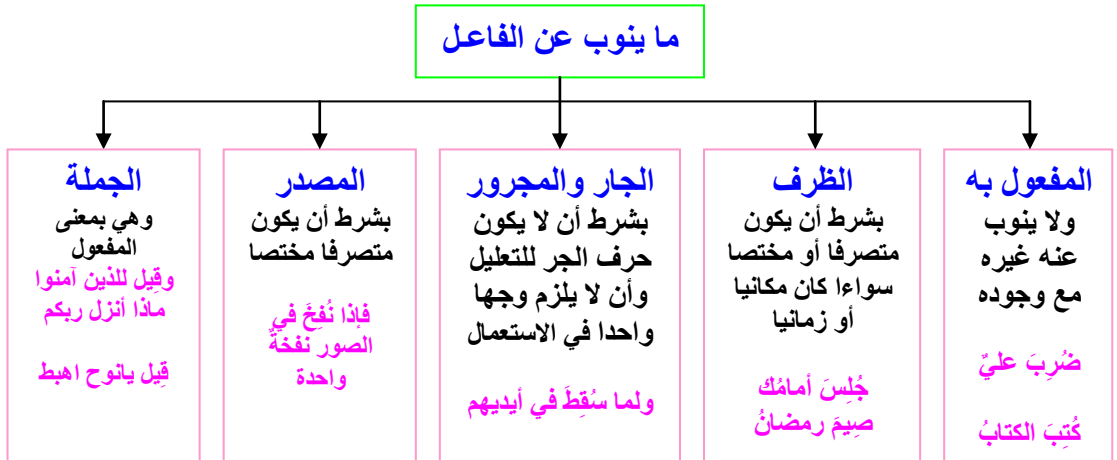 ما ينوب عن الفاعل
المفعول به
ولا ينوب
عنه غيره
مع وجوده
ضُرِبَ عليٌ
كُتِبَ الكتابُ
الظرف
بشرط أن يكون
متصرفا أو مختصا
سواءا كان مكانيا
أو زمانيا
جُلِسَ أمامُك
صِيمَ رمضانُ
الجار والمجرور
بشرط أن لا يكون
حرف الجر للتعليل
وأن لا يلزم وجها
واحدا في الاستعمال
ولما سُقِطَ في أيديهم
المصدر
بشرط أن يكون
متصرفا مختصا
فإذا نُفِخَ في
الصور نفخةٌ
واحدة
الجملة
وهي بمعنى
المفعول
وقِيل للذين آمنوا
ماذا أنزل ربكم
قِيل يانوح اهبط